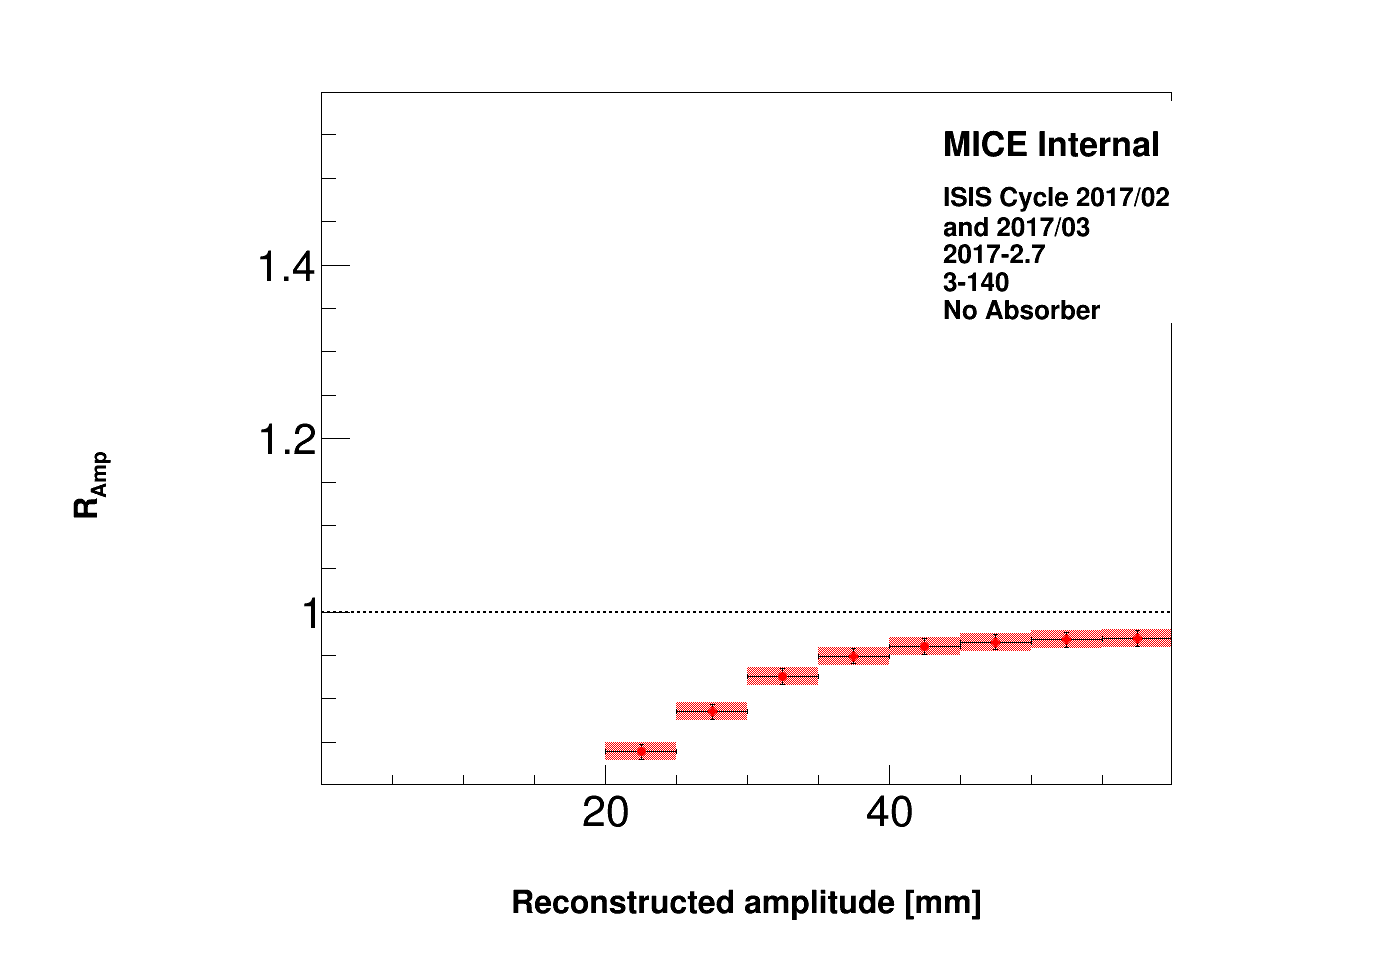 MICE Internal
ISIS Cycle 2017/02
and 2017/03
2017-2.7
3-140
No Absorber
1.4
1.2
1
R_Amp
20
40
Reconstructed amplitude [mm]